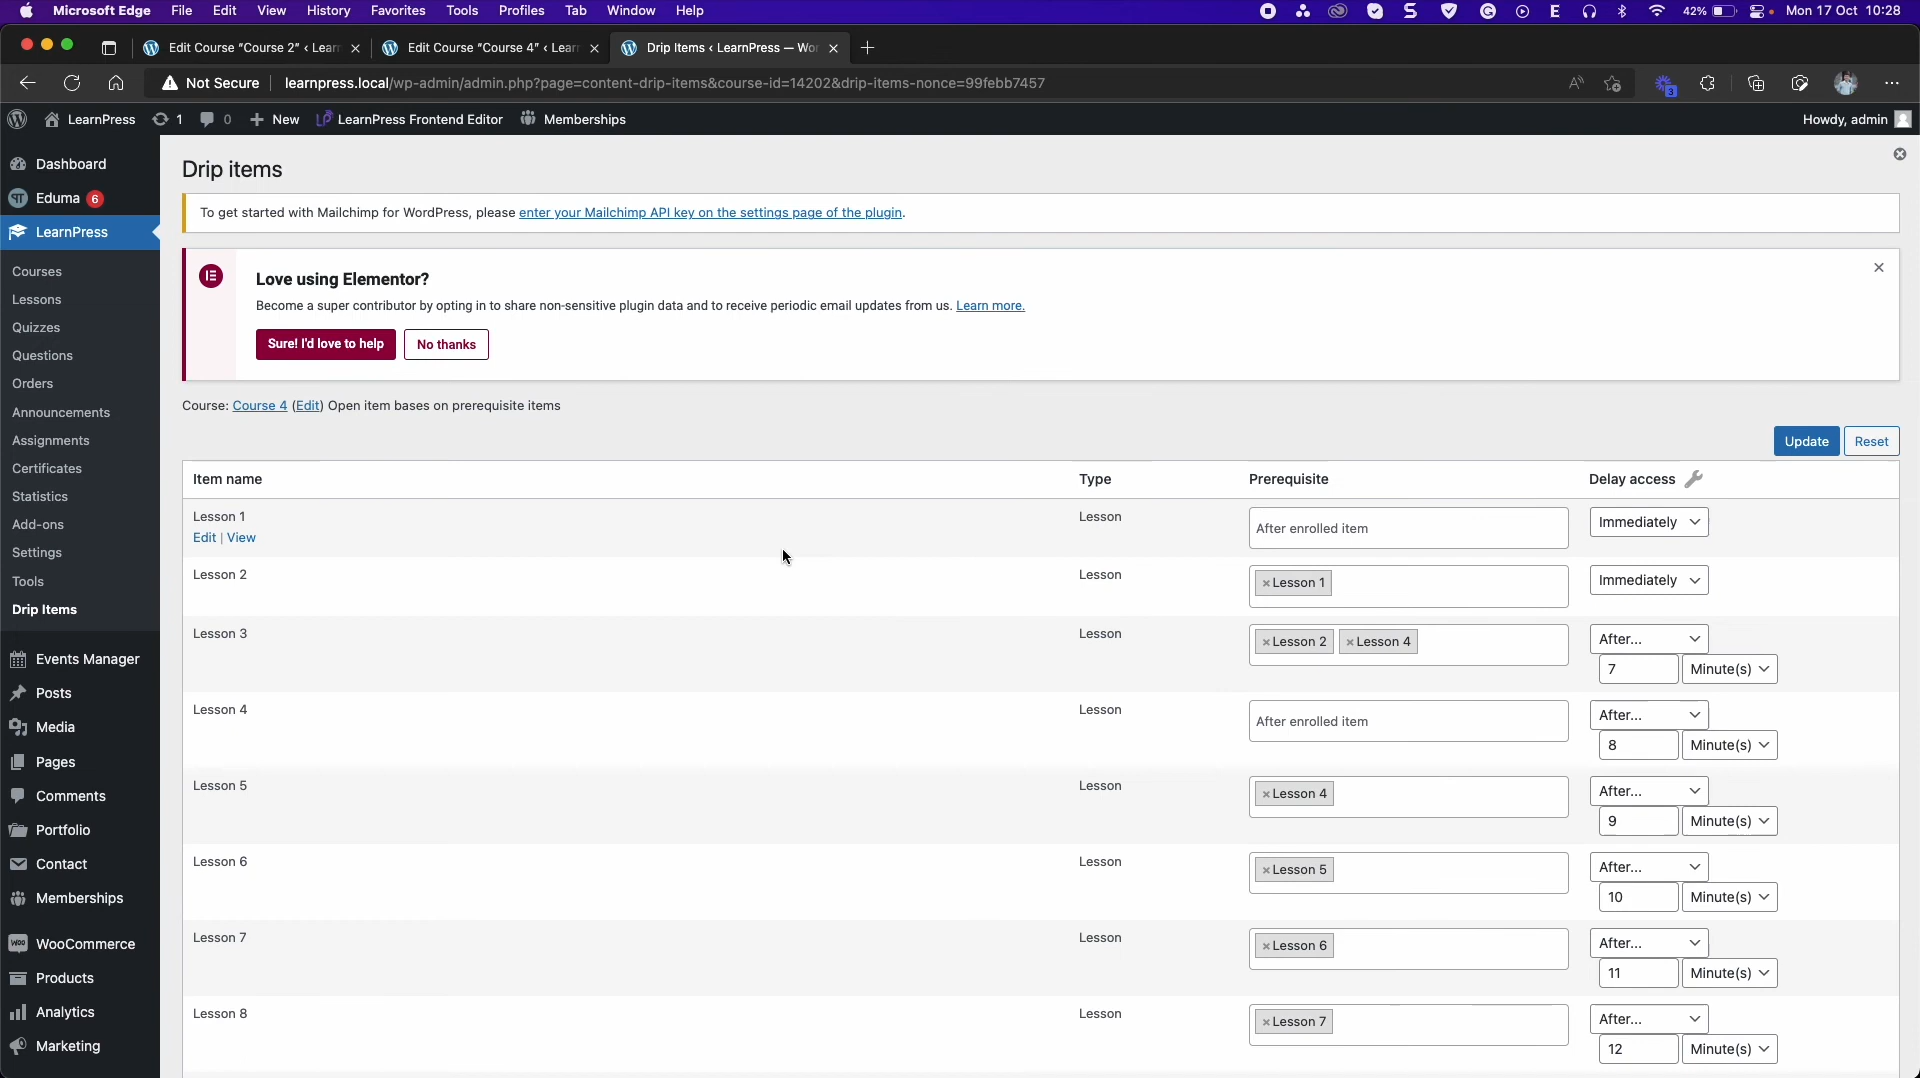 Microsoft Edge File Edit View History Favorites Tools Profiles Tab Window Help 42% Mon 17 Oct 10:28
Edit Course "Course 2" ‹ Learn Edit Course "Course 4" ‹ Learn Drip Items ‹ LearnPress — Wor
Not Secure learnpress.local/wp-admin/admin.php?page=content-drip-items&course-id=14202&drip-items-nonce=99febb7457 3
LearnPress 1 0 New LearnPress Frontend Editor Memberships Howdy, admin
Dashboard
Eduma 6
LearnPress
Courses
Lessons
Quizzes
Questions
Orders
Announcements
Assignments
Certificates
Statistics
Add-ons
Settings
Tools
Drip Items
Events Manager
Posts
Media
Pages
Comments
Portfolio
Contact
Memberships
WooCommerce
Products
Analytics
Marketing
Drip items
To get started with Mailchimp for WordPress, please enter your Mailchimp API key on the settings page of the plugin.
Love using Elementor?
Become a super contributor by opting in to share non-sensitive plugin data and to receive periodic email updates from us. Learn more.
Sure! I'd love to help No thanks
Course: Course 4 (Edit) Open item bases on prerequisite items
Update Reset
Item name Type Prerequisite Delay access
Lesson 1 Lesson After enrolled item Immediately
Edit | View
Lesson 2 Lesson × Lesson 1 Immediately
Lesson 3 Lesson × Lesson 2 × Lesson 4 After...
7 Minute(s)
Lesson 4 Lesson After enrolled item After...
8 Minute(s)
Lesson 5 Lesson × Lesson 4 After...
9 Minute(s)
Lesson 6 Lesson × Lesson 5 After...
10 Minute(s)
Lesson 7 Lesson × Lesson 6 After...
11 Minute(s)
Lesson 8 Lesson × Lesson 7 After...
12 Minute(s)